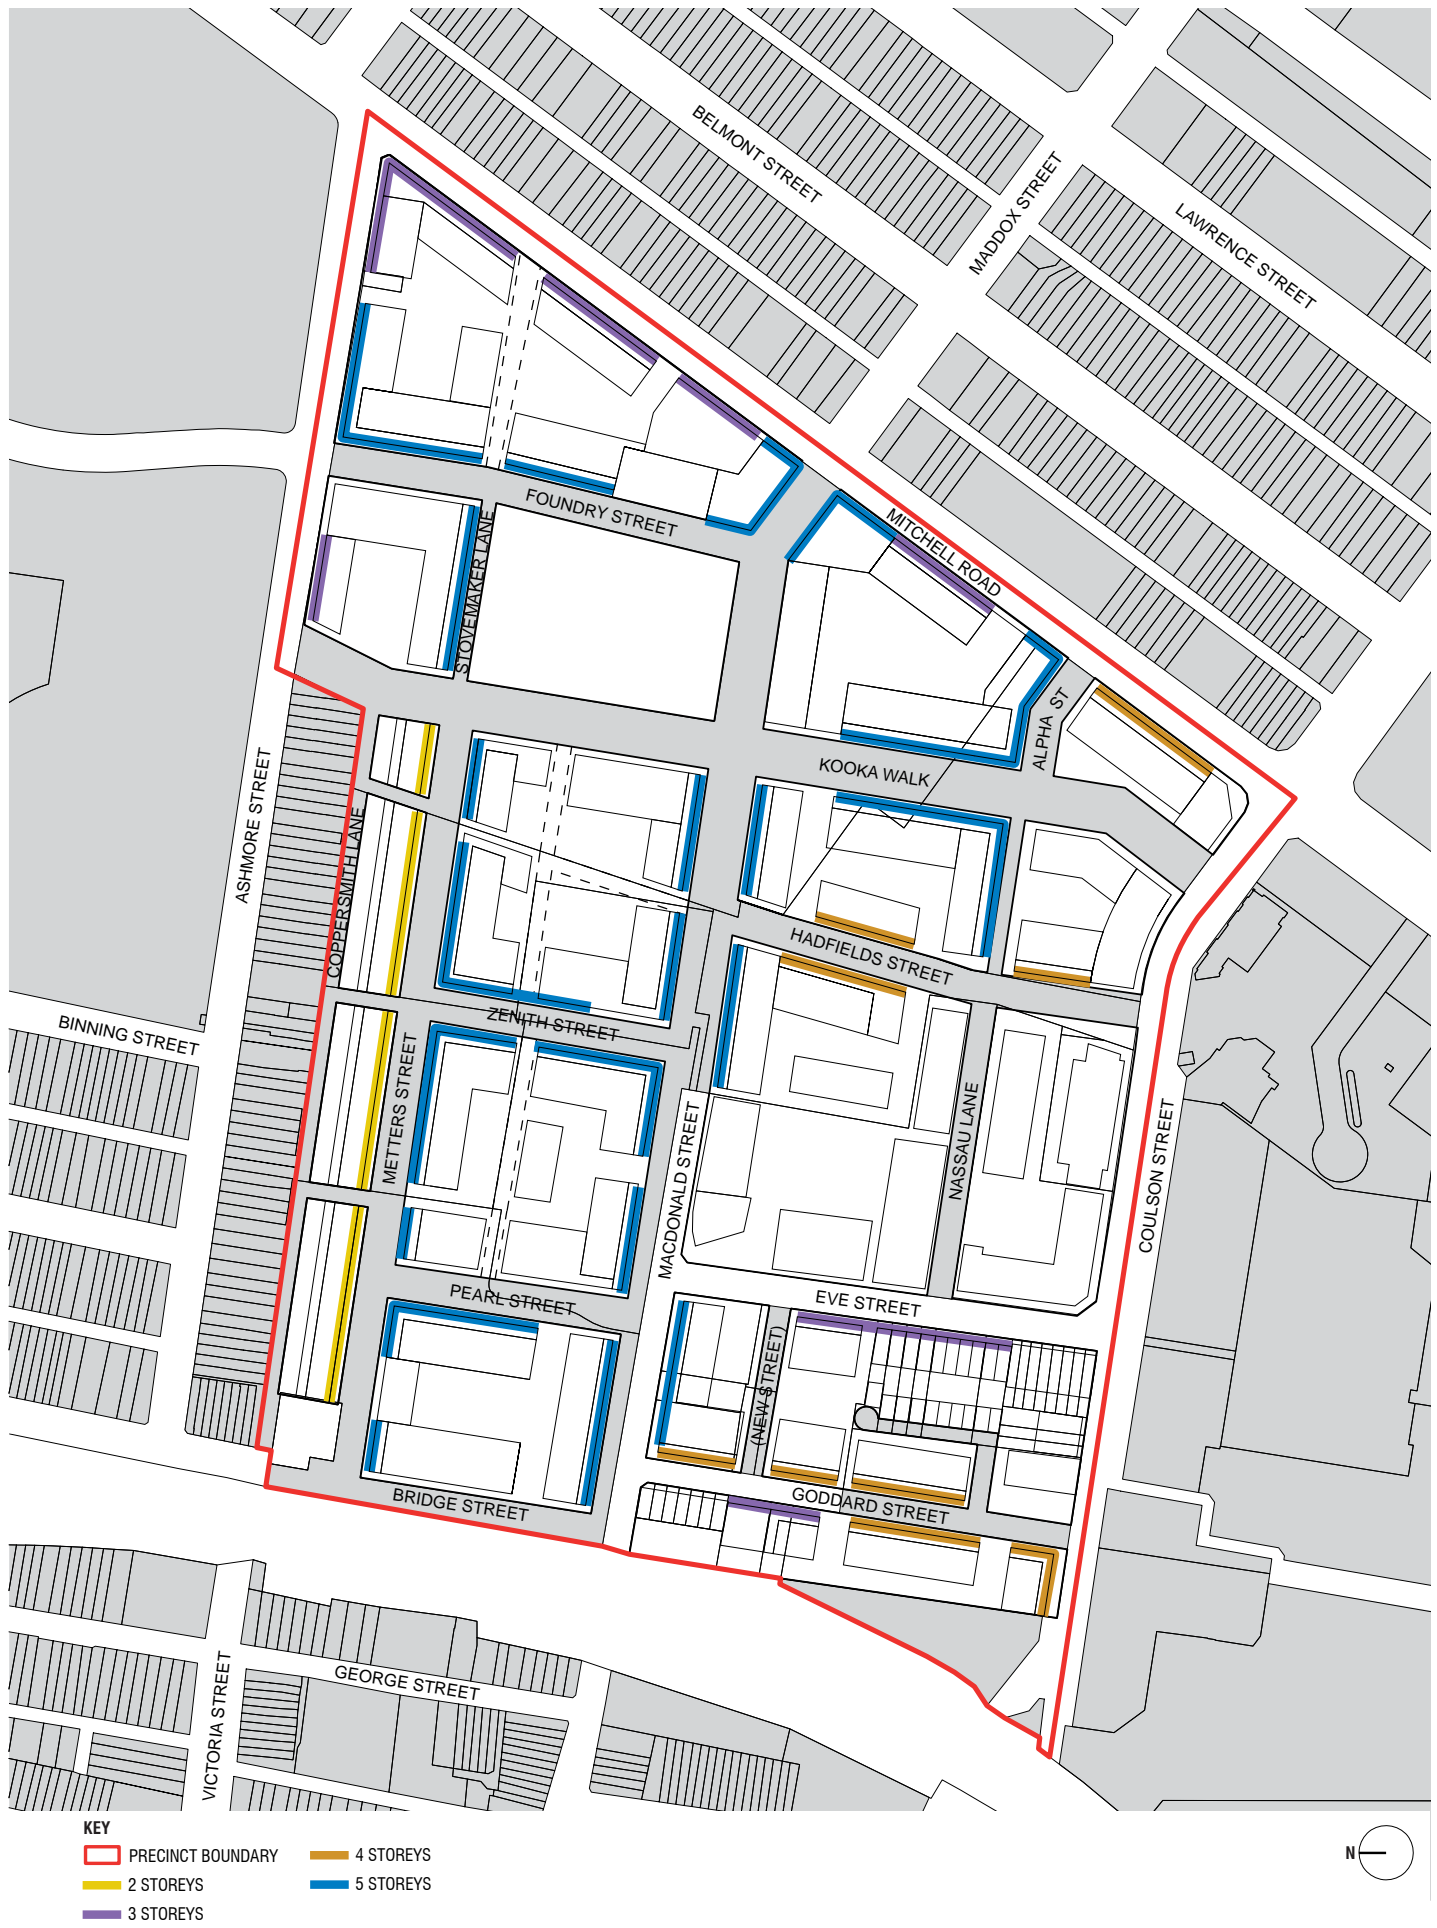 BELMONT STREET
MADDOX STREET
LAWRENCE STREET
FOUNDRY STREET
MITCHELL ROAD
STOVEMAKER LANE
ALPHA ST
KOOKA WALK
ASHMORE STREET
COPPERSMITH LANE
HADFIELDS STREET
BINNING STREET
ZENITH STREET
METTERS STREET
NASSAU LANE
MACDONALD STREET
COULSON STREET
PEARL STREET
EVE STREET
(NEW STREET)
BRIDGE STREET
GODDARD STREET
GEORGE STREET
VICTORIA STREET
KEY
PRECINCT BOUNDARY
2 STOREYS
3 STOREYS
4 STOREYS
5 STOREYS
N